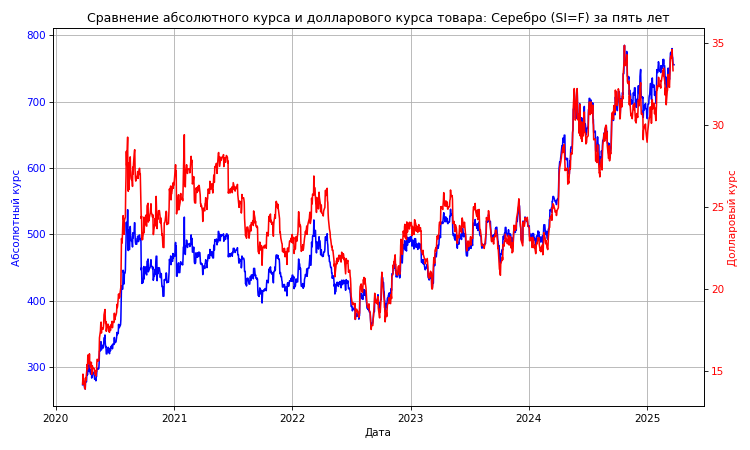 Сравнение абсолютного курса и долларового курса товара: Серебро (SI=F) за пять лет
Абсолютный курс
800
700
600
500
400
300
35
30
25
20
15
Долларовый курс
2020 2021 2022 2023 2024 2025
Дата